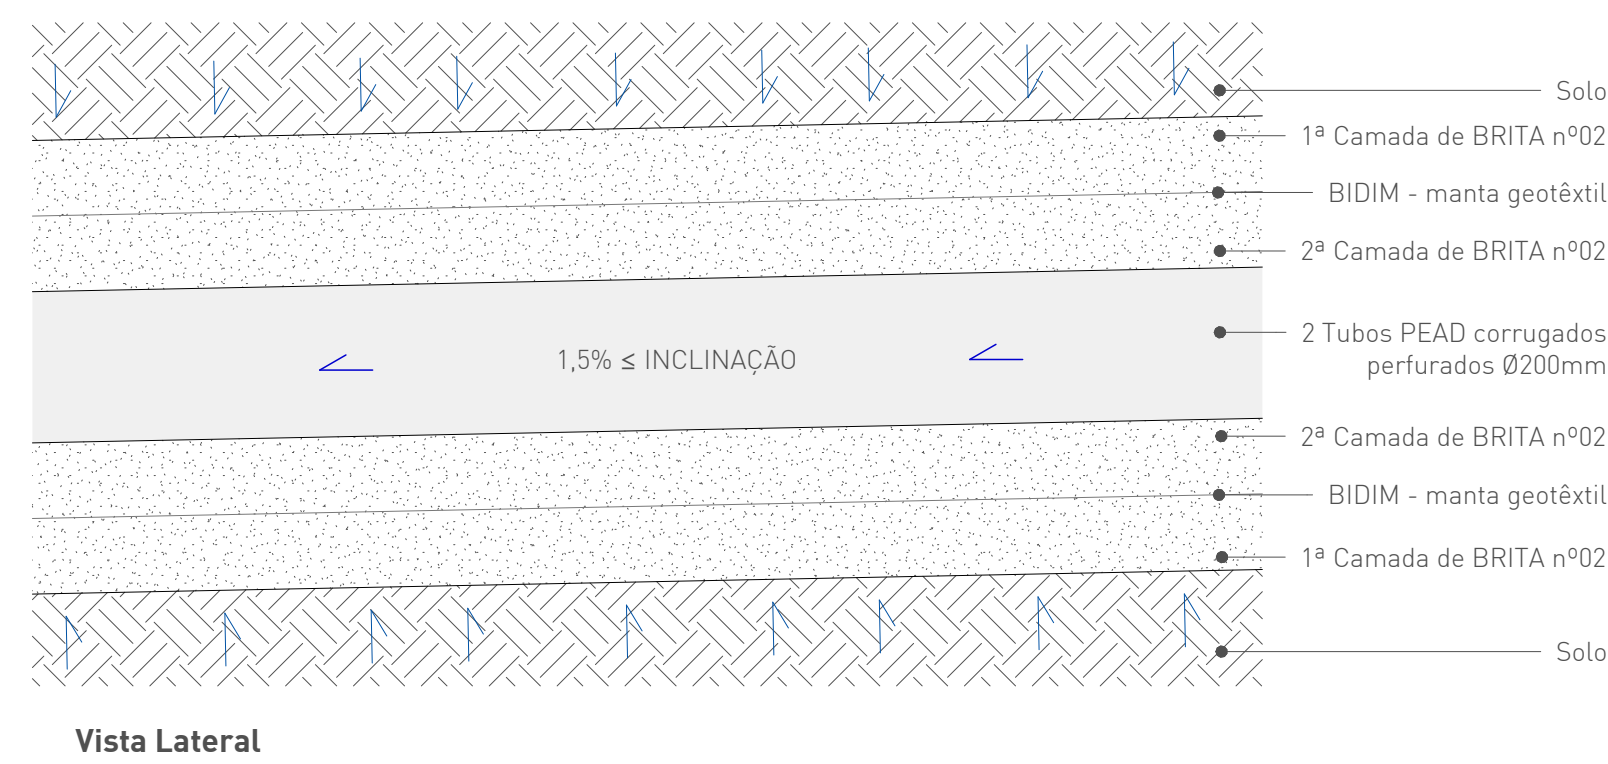 Solo
1ª Camada de BRITA nº02
BIDIM - manta geotêxtil
2ª Camada de BRITA nº02
2 Tubos PEAD corrugados
perfurados Ø200mm
1,5% ≤ INCLINAÇÃO
2ª Camada de BRITA nº02
BIDIM - manta geotêxtil
1ª Camada de BRITA nº02
Solo
Vista Lateral